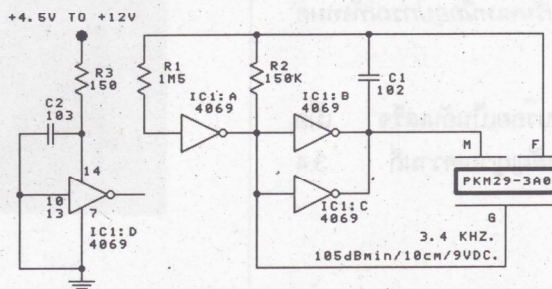 +4.5V TO +12V
R3
150
R1
1M5
R2
150K
C1
102
C2
103
IC1:A
4069
IC1:B
4069
M
F
14
10
13
7
IC1:D
4069
IC1:C
4069
PKM29-3A0
G
3.4 KHZ.
105dBmin/10cm/9VDC.